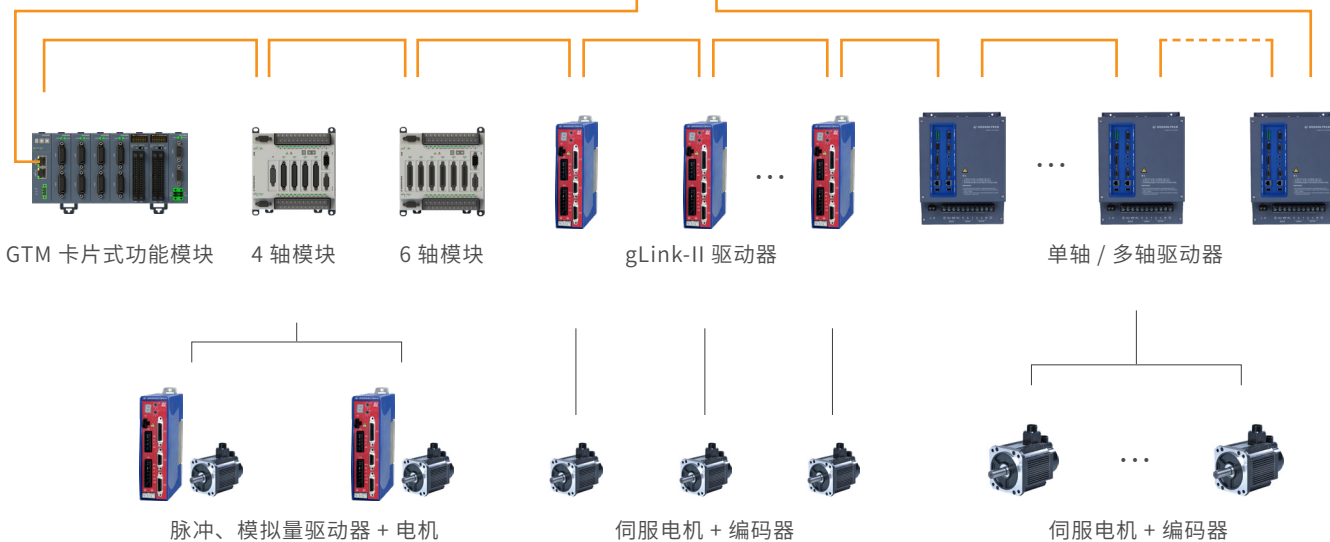 GTM 卡片式功能模块
4 轴模块
6 轴模块
gLink-II 驱动器
单轴 / 多轴驱动器
脉冲、模拟量驱动器 + 电机
伺服电机 + 编码器
伺服电机 + 编码器